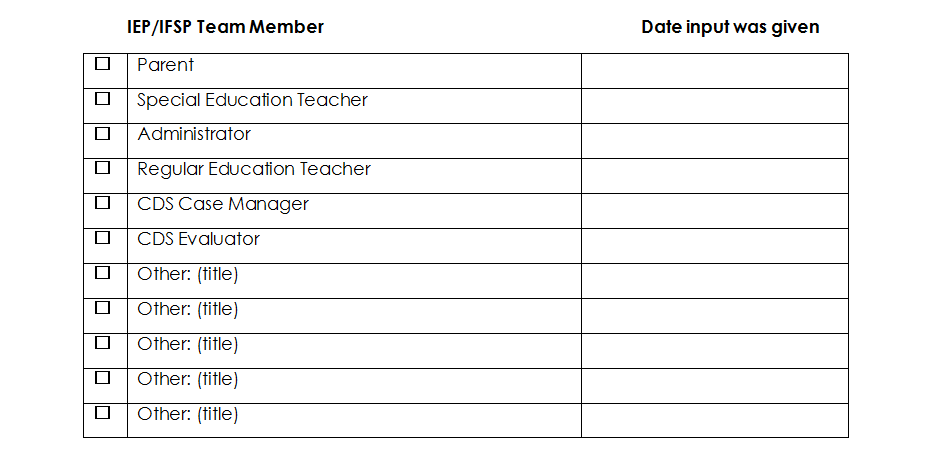 IEP/IFSP Team Member Date input was given
Parent
Special Education Teacher
Administrator
Regular Education Teacher
CDS Case Manager
CDS Evaluator
Other: (title)
Other: (title)
Other: (title)
Other: (title)
Other: (title)